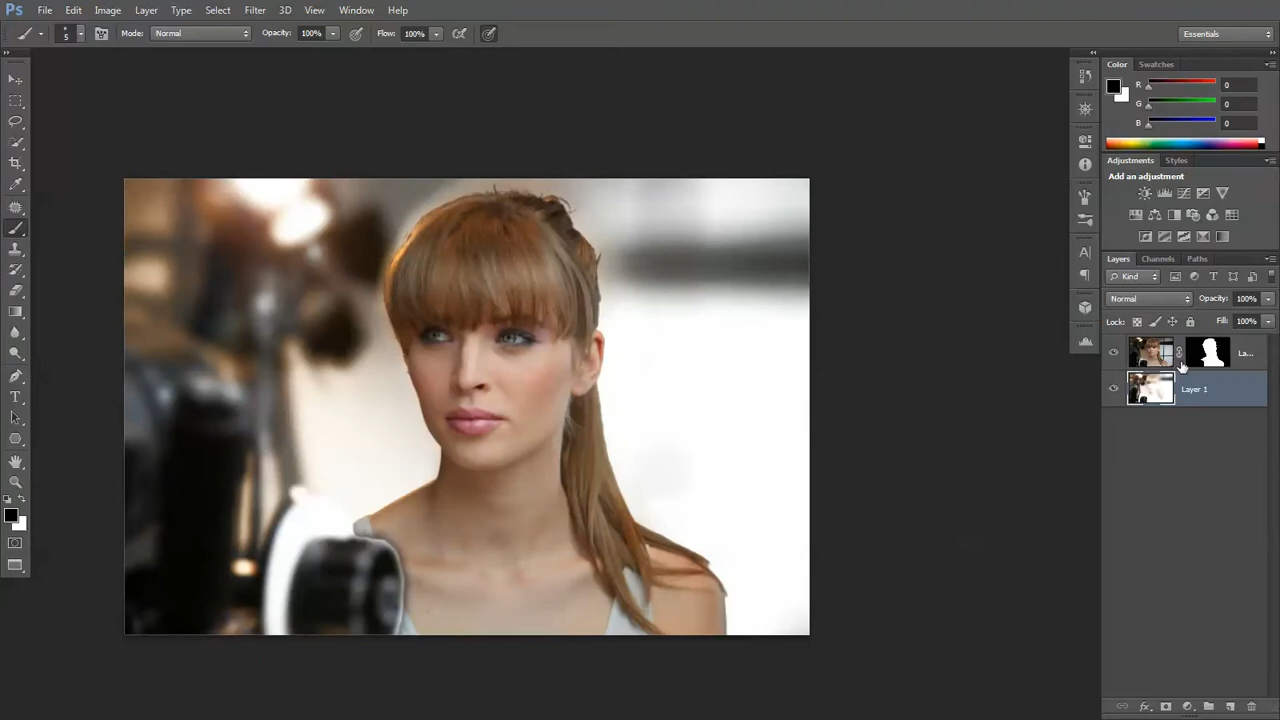 Ps File Edit Image Layer Type Select Filter 3D View Window Help
5 Mode: Normal Opacity: 100% Flow: 100% Essentials
Color Swatches
R 0
G 0
B 0
Adjustments Styles
Add an adjustment
Layers Channels Paths
Kind T
Normal Opacity: 100%
Lock: Fill: 100%
La...
Layer 1
fx